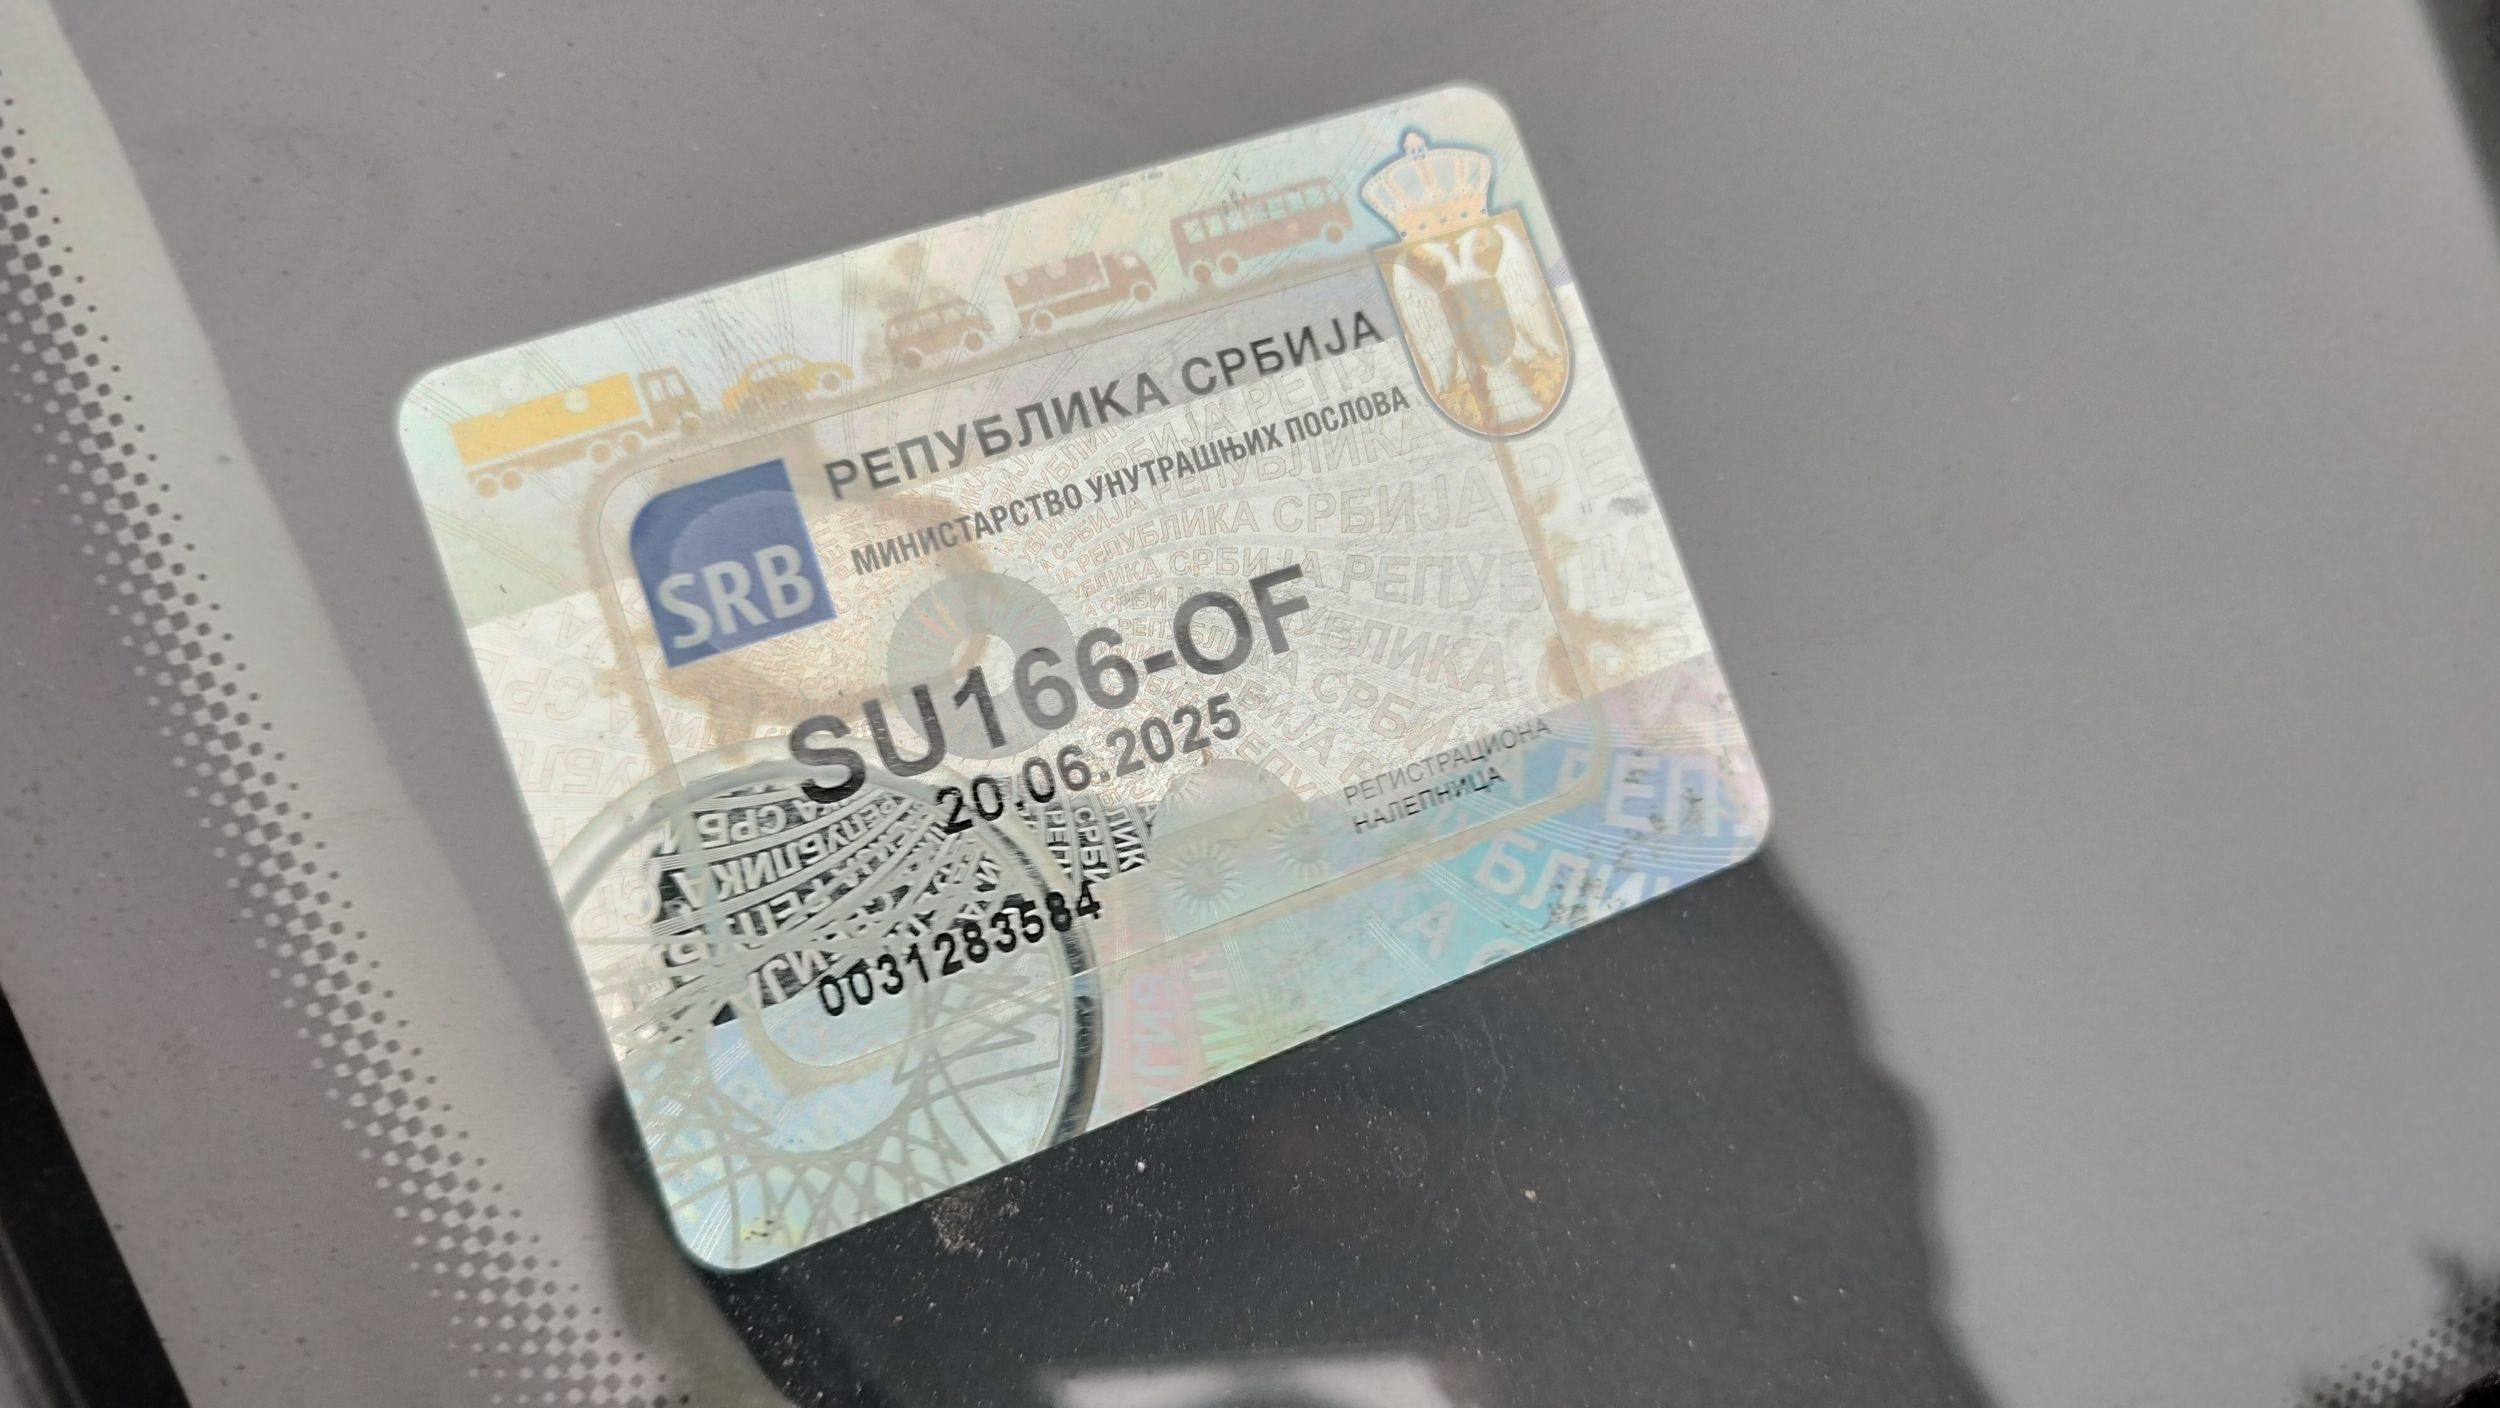 РЕПУБЛИКА СРБИЈА
МИНИСТАРСТВО УНУТРАШЊИХ ПОСЛОВА
SRB
SU166-OF
20.06.2025
РЕГИСТРАЦИОНА
НАЛЕПНИЦА
0031283584